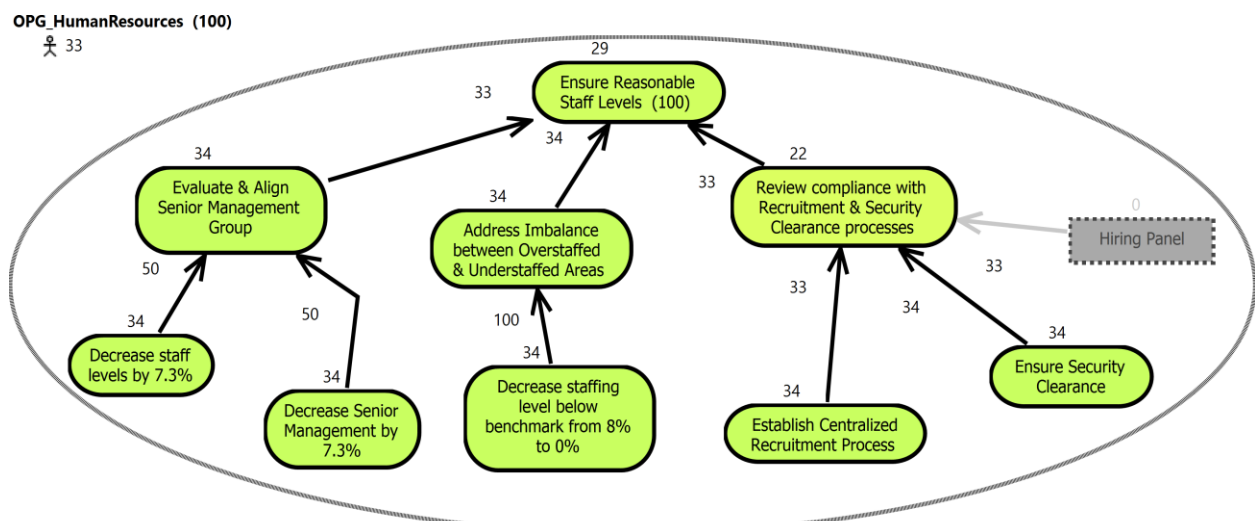 OPG_HumanResources (100)
33
29
Ensure Reasonable
Staff Levels (100)
33
34
34
Evaluate & Align
Senior Management
Group
34
Address Imbalance
between Overstaffed
& Understaffed Areas
22
33
Review compliance with
Recruitment & Security
Clearance processes
0
Hiring Panel
50
50
100
33
33
34
34
Decrease staff
levels by 7.3%
34
Decrease Senior
Management by
7.3%
34
Decrease staffing
level below
benchmark from 8%
to 0%
34
Establish Centralized
Recruitment Process
34
Ensure Security
Clearance